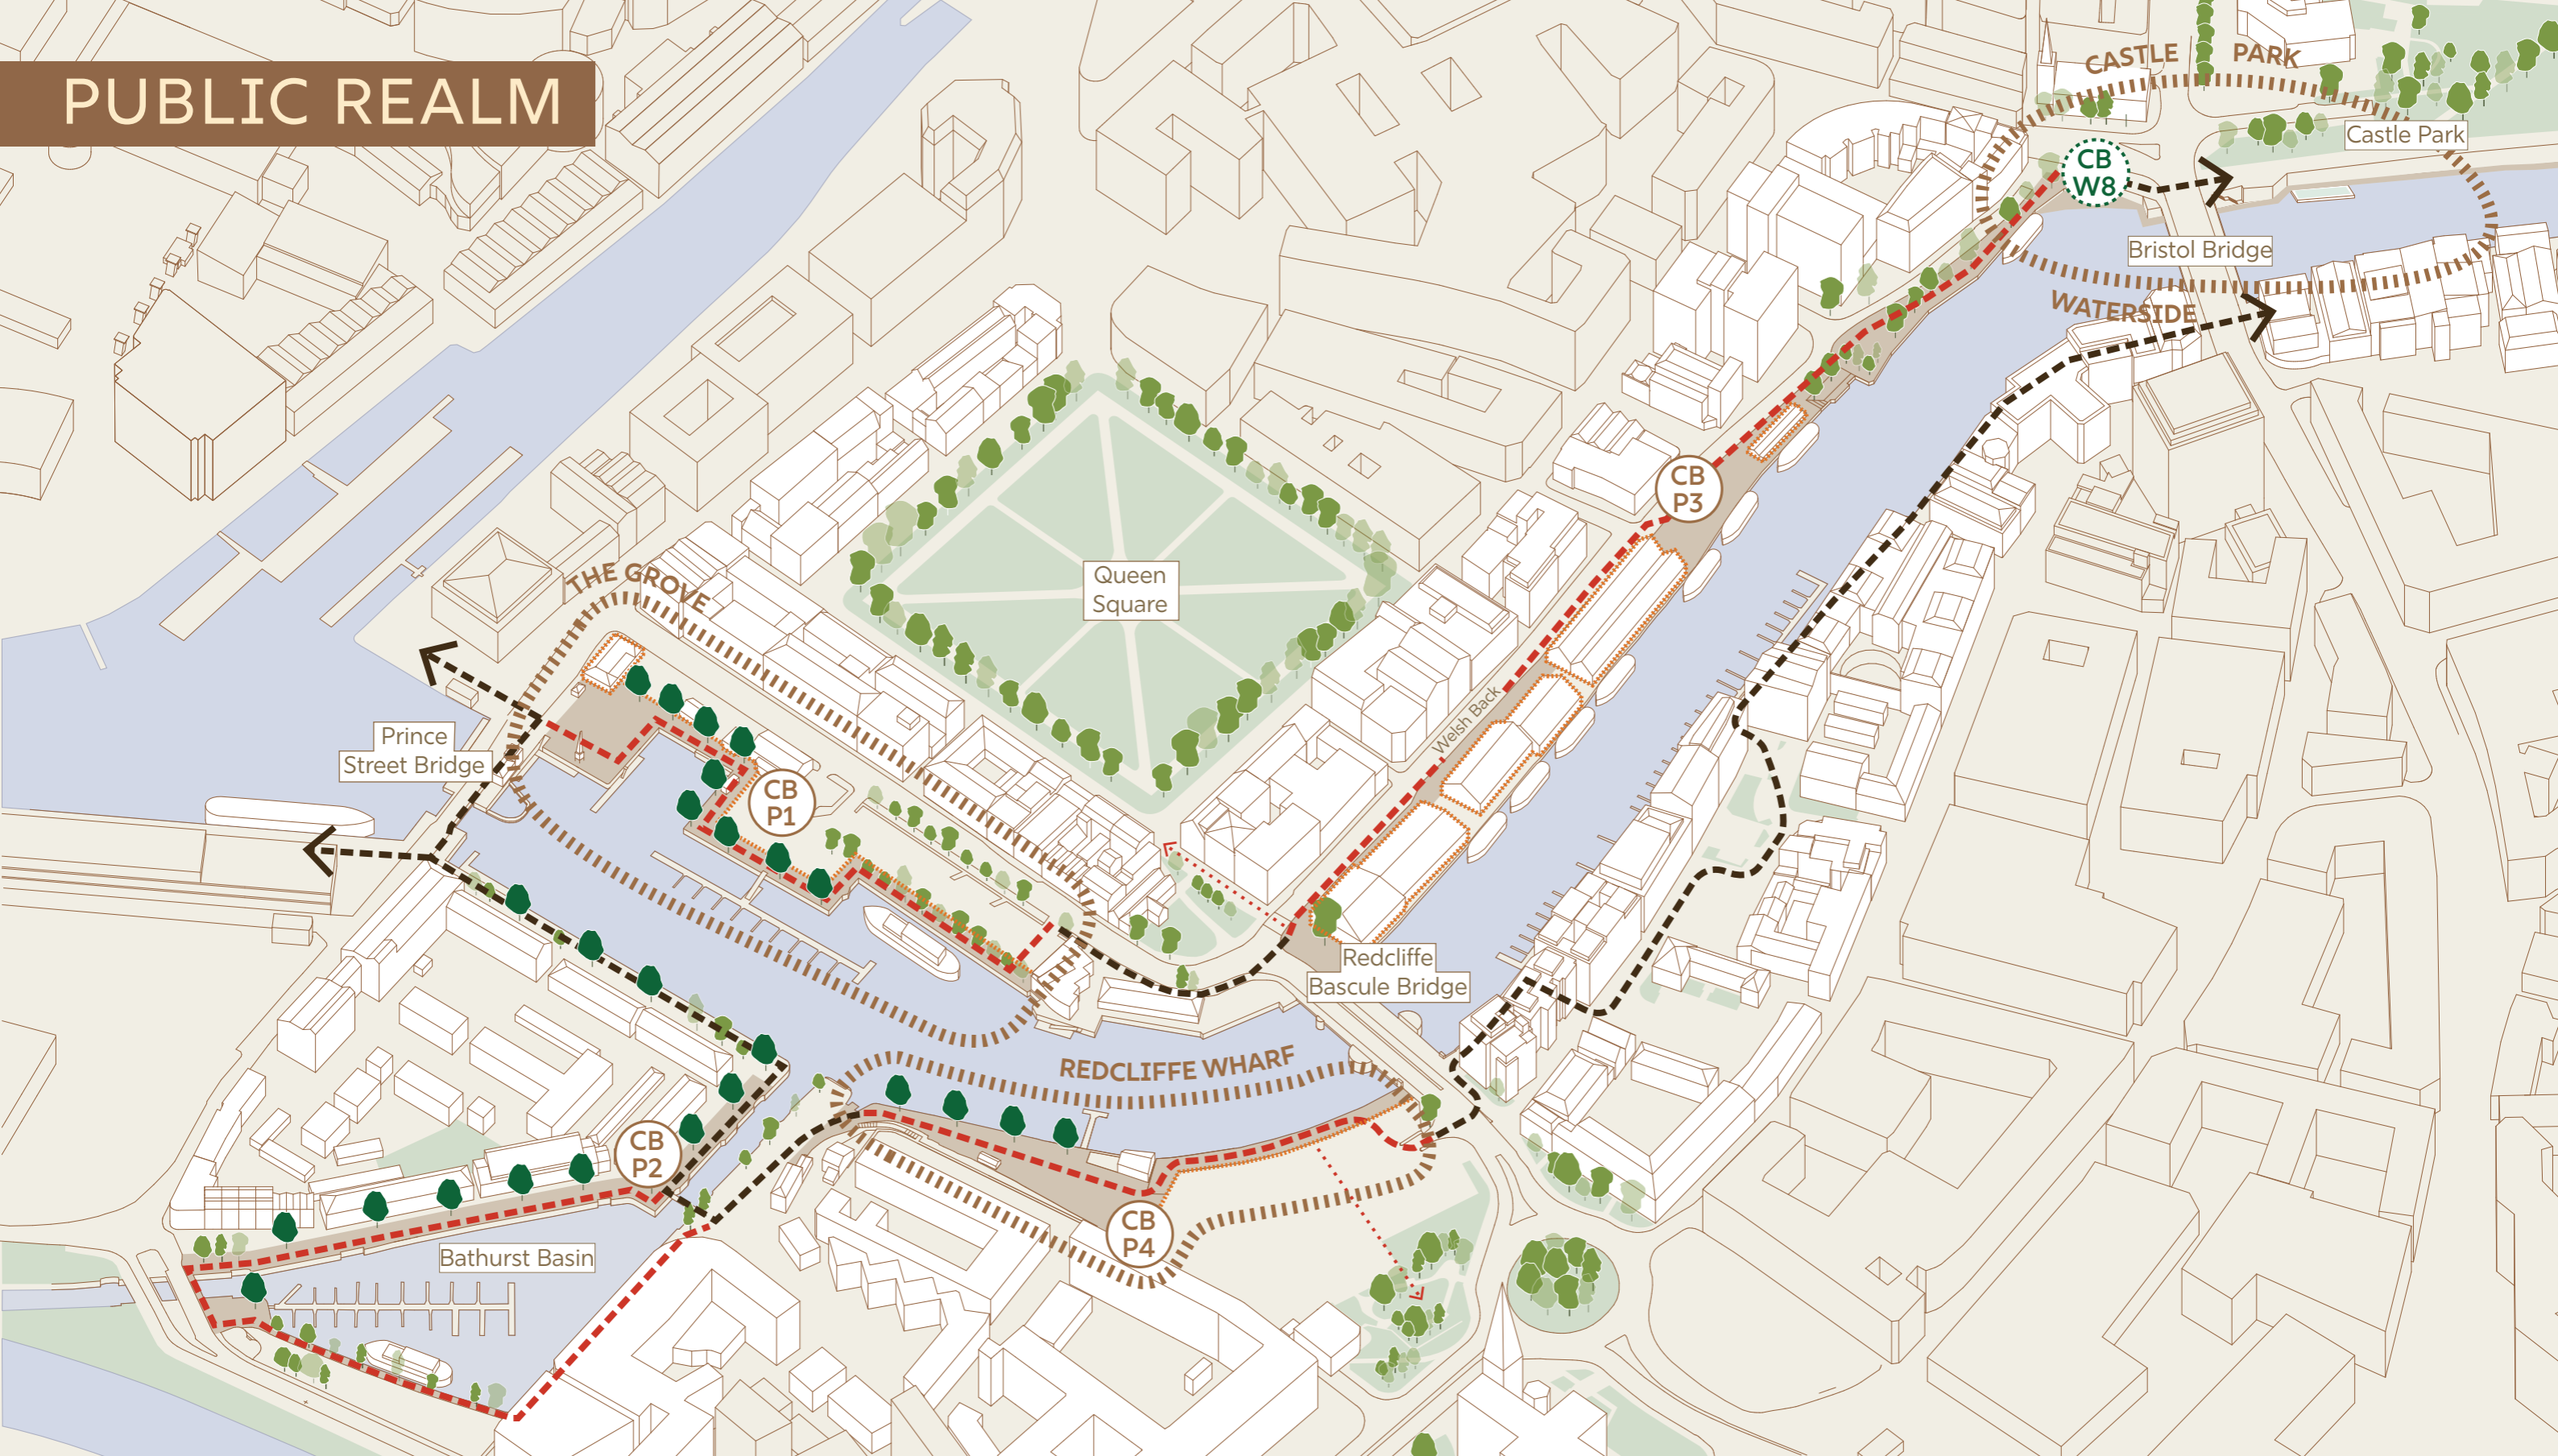 PUBLIC REALM
CASTLE PARK
Castle Park
CB
W8
Bristol Bridge
WATERSIDE
CB
P3
Queen
Square
THE GROVE
Welsh Back
Prince
Street Bridge
CB
P1
Redcliffe
Bascule Bridge
REDCLIFFE WHARF
CB
P2
CB
P4
Bathurst Basin